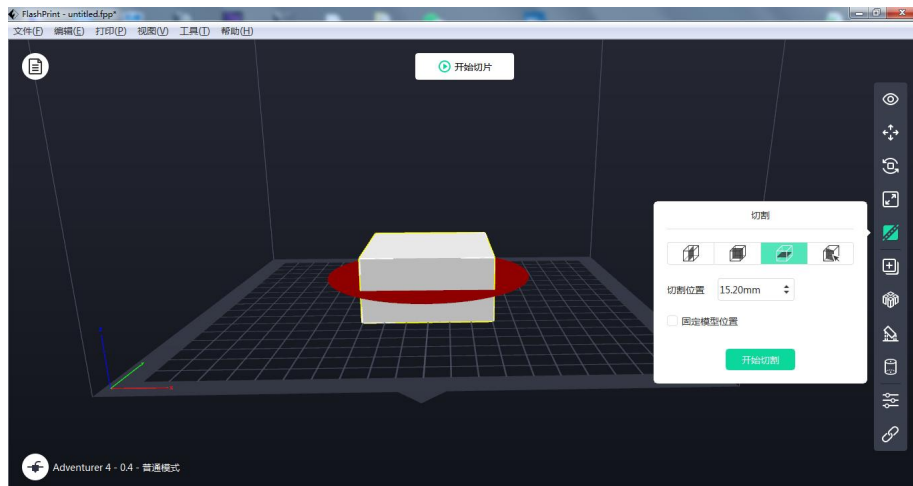 FlashPrint - untitled.fpp*
文件(F) 编辑(E) 打印(P) 视图(V) 工具(T) 帮助(H)
开始切片
切割
切割位置 15.20mm
固定模型位置
开始切割
Adventurer 4 - 0.4 - 普通模式